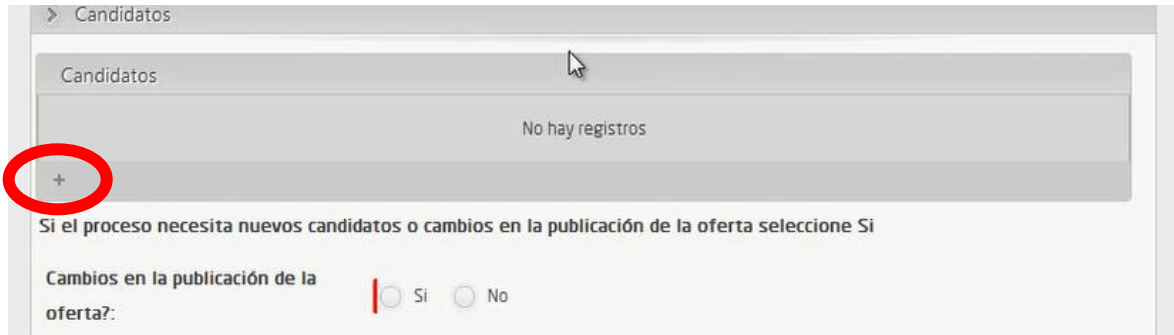 Candidatos
Candidatos
No hay registros
+
Si el proceso necesita nuevos candidatos o cambios en la publicación de la oferta seleccione Si
Cambios en la publicación de la
oferta?:
Si No